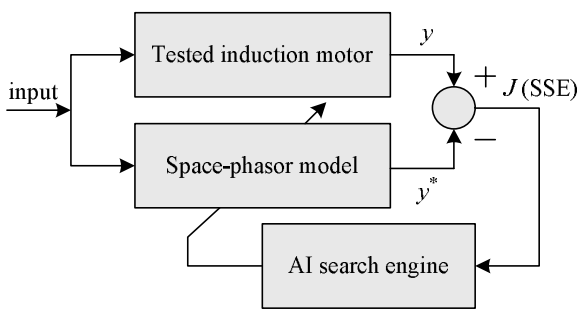 Tested induction motor
y
+
J (SSE)
input
Space-phasor model
−
y*
AI search engine